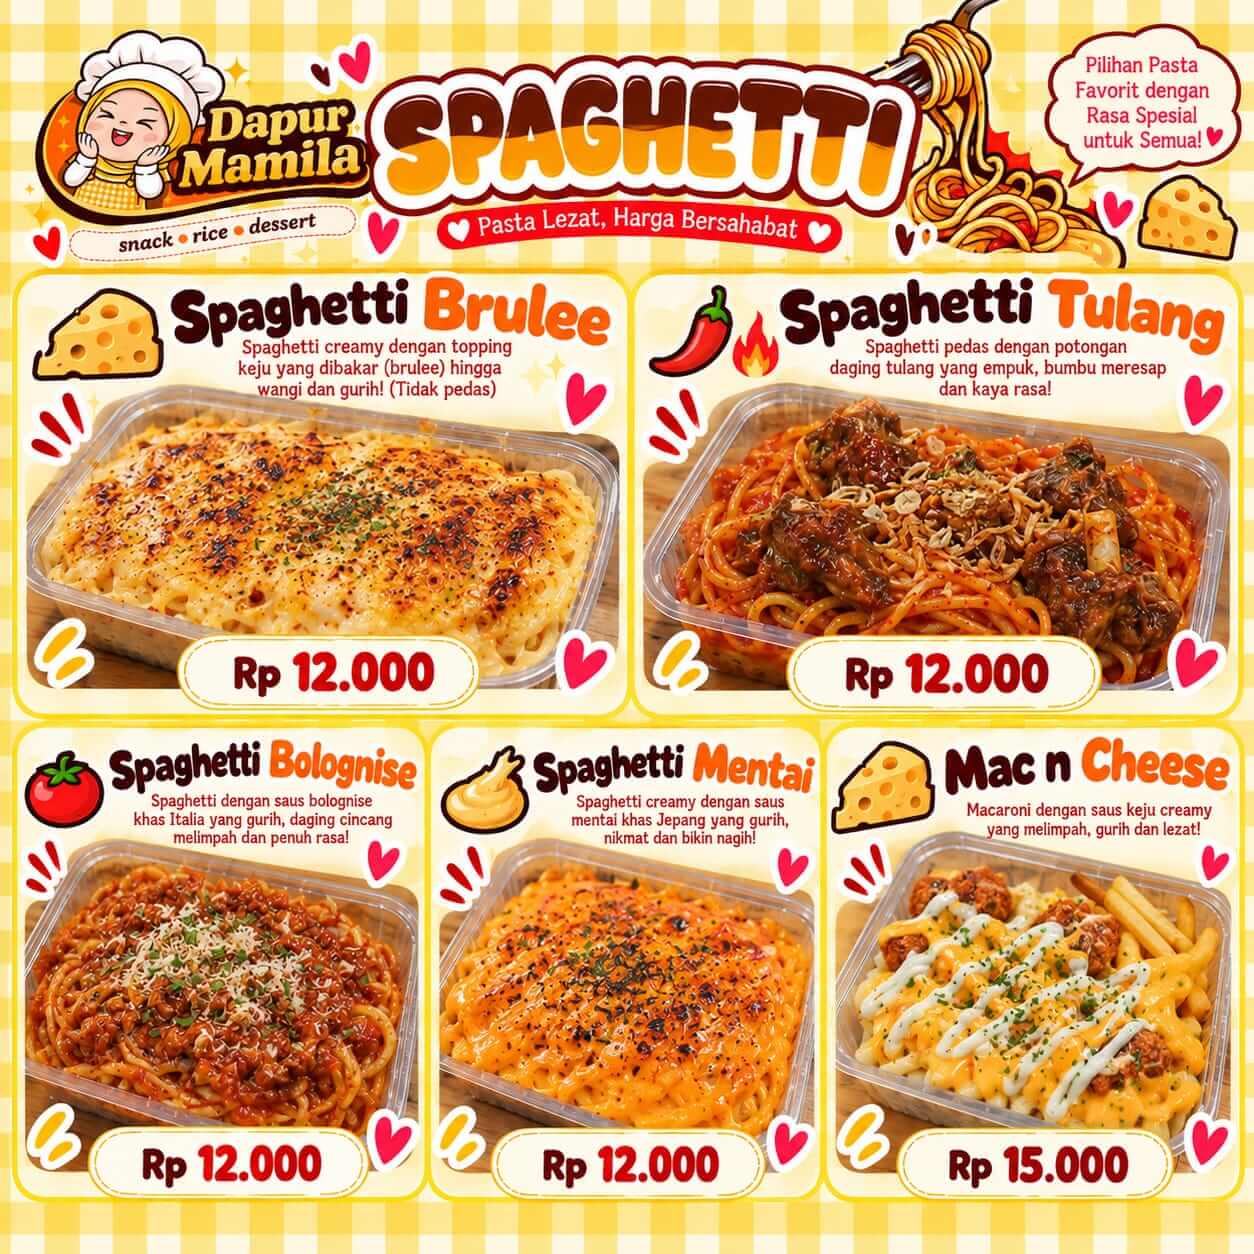 Dapur
Mamila
snack • rice • dessert
SPAGHETTI
Pasta Lezat, Harga Bersahabat
Pilihan Pasta
Favorit dengan
Rasa Spesial
untuk Semua!
Spaghetti Brulee
Spaghetti creamy dengan topping
keju yang dibakar (brulee) hingga
wangi dan gurih! (Tidak pedas)
Rp 12.000
Spaghetti Tulang
Spaghetti pedas dengan potongan
daging tulang yang empuk, bumbu meresap
dan kaya rasa!
Rp 12.000
Spaghetti Bolognise
Spaghetti dengan saus bolognise
khas Italia yang gurih, daging cincang
melimpah dan penuh rasa!
Rp 12.000
Spaghetti Mentai
Spaghetti creamy dengan saus
mentai khas Jepang yang gurih,
nikmat dan bikin nagih!
Rp 12.000
Mac n Cheese
Macaroni dengan saus keju creamy
yang melimpah, gurih dan lezat!
Rp 15.000